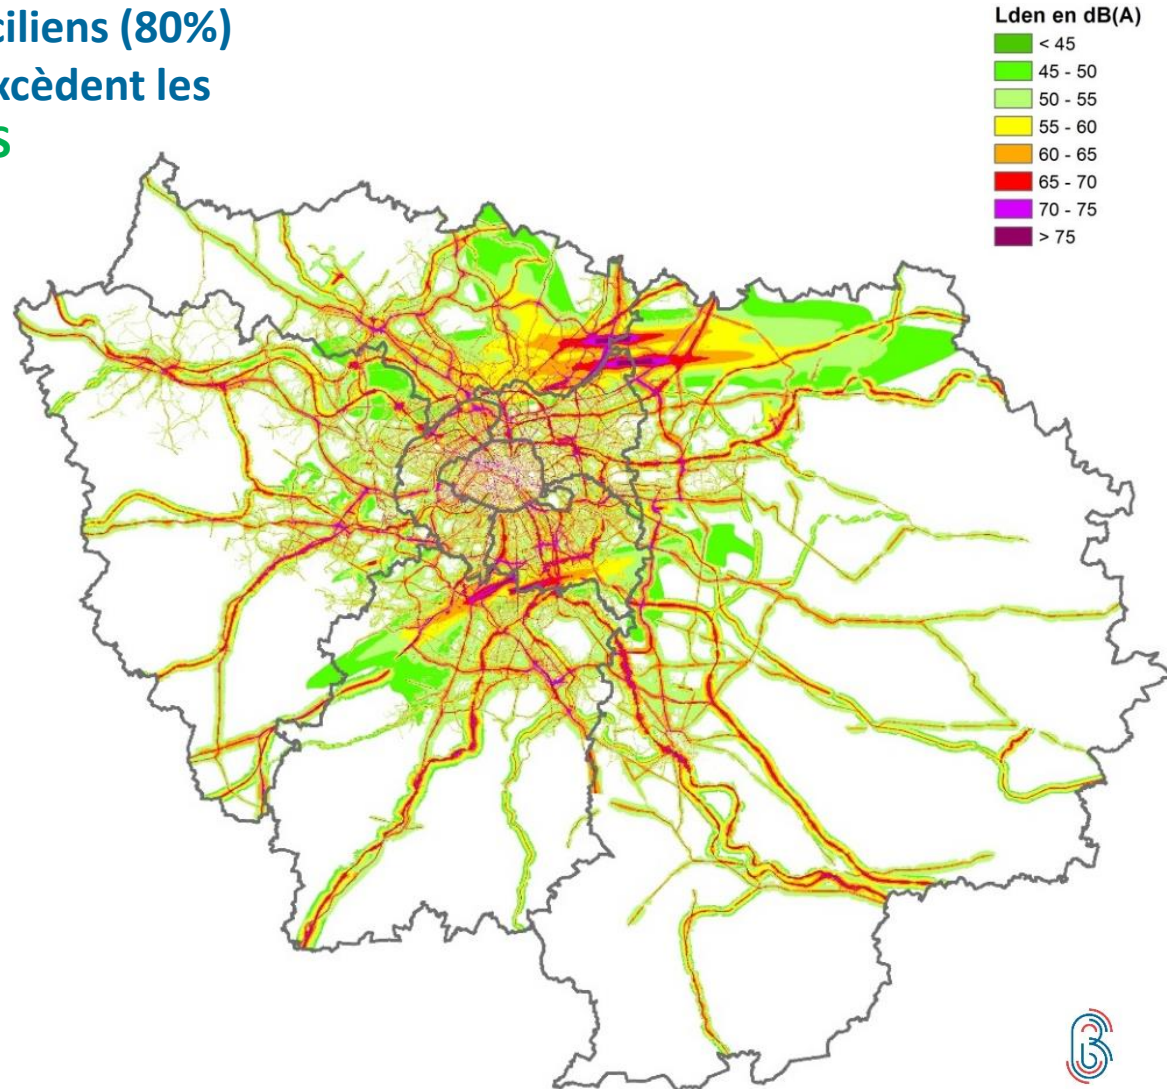 ciliens (80%)
xcèdent les
S
Lden en dB(A)
< 45
45 - 50
50 - 55
55 - 60
60 - 65
65 - 70
70 - 75
> 75